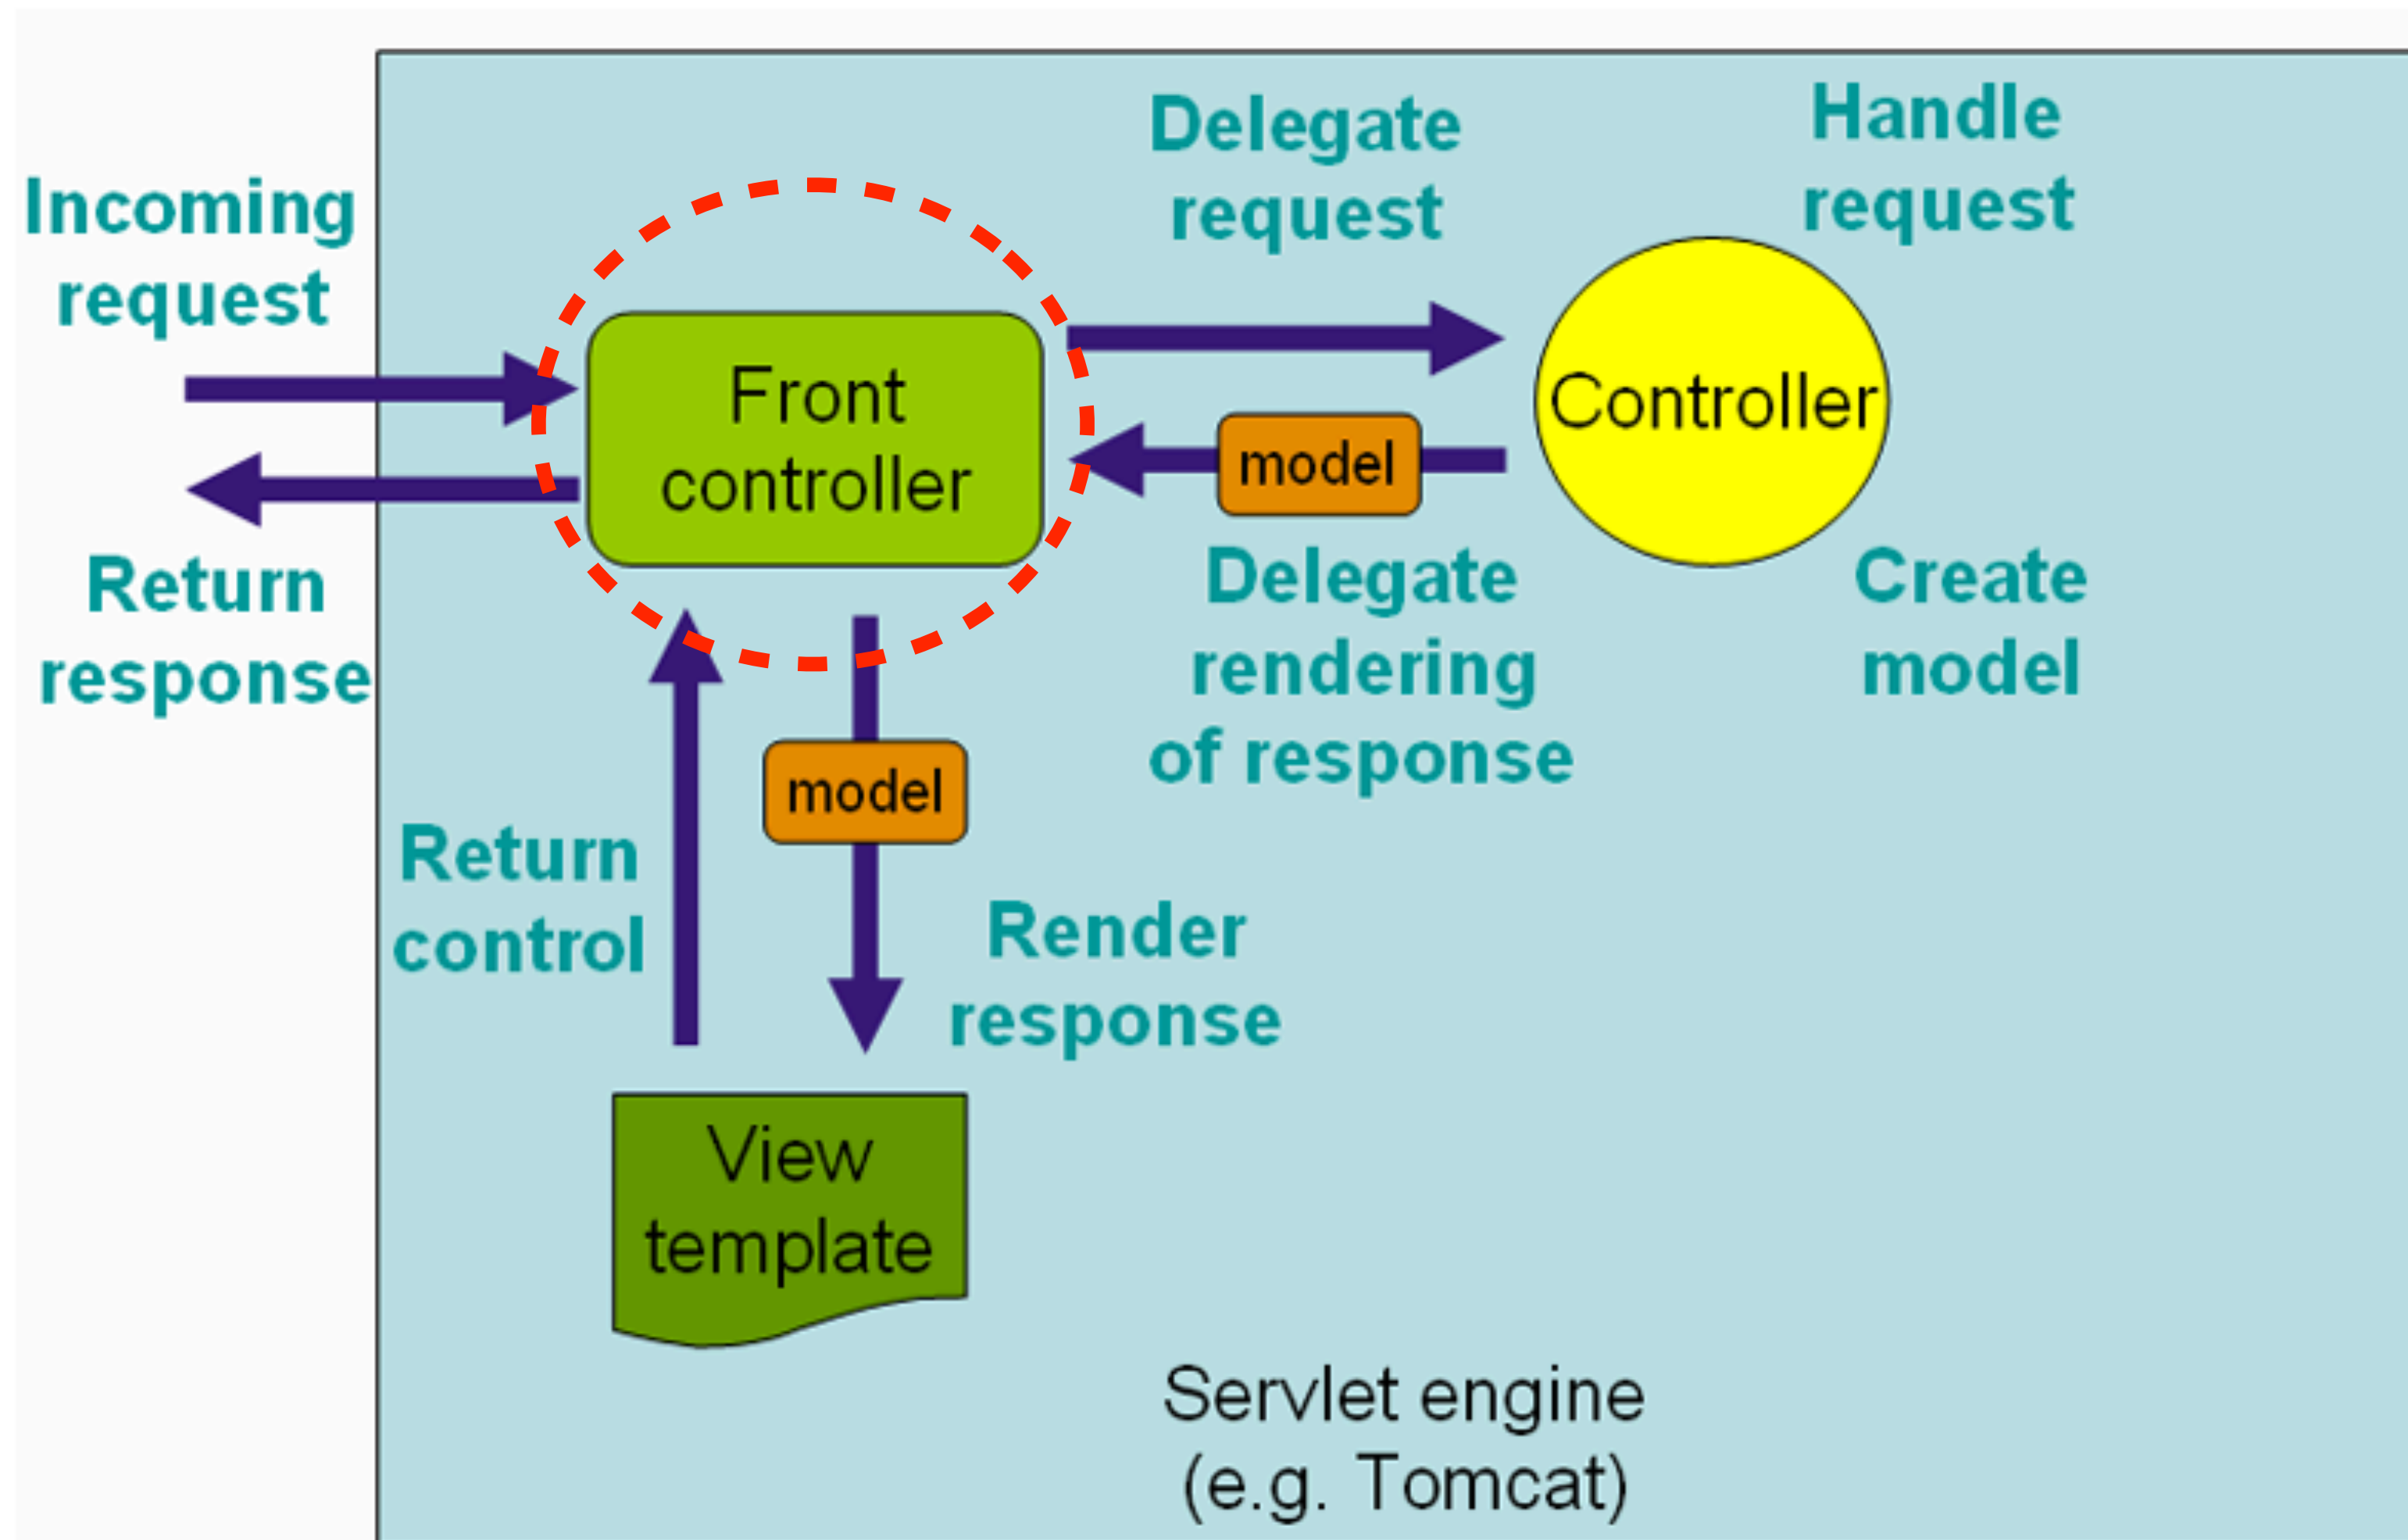 Incoming
request
Return
response
Front
controller
Delegate
request
Handle
request
Controller
model
Delegate
rendering
of response
Create
model
model
Return
control
Render
response
View
template
Servlet engine
(e.g. Tomcat)